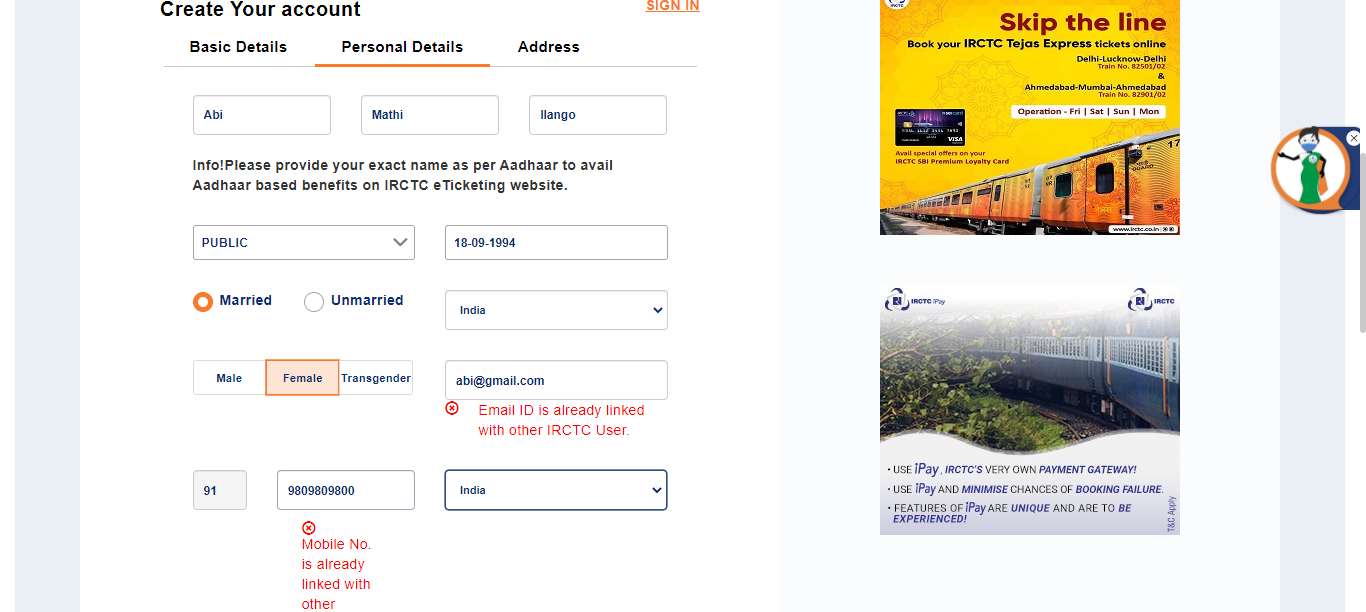 Create Your account
SIGN IN
Basic Details
Personal Details
Address
Abi
Mathi
Ilango
Info!Please provide your exact name as per Aadhaar to avail
Aadhaar based benefits on IRCTC eTicketing website.
PUBLIC
18-09-1994
Married
Unmarried
India
Male
Female
Transgender
abi@gmail.com
Email ID is already linked
with other IRCTC User.
91
9809809800
India
Mobile No.
is already
linked with
other
IRCTC
Skip the line
Book your IRCTC Tejas Express tickets online
Delhi-Lucknow-Delhi
Train No. 82501/02
&
Ahmedabad-Mumbai-Ahmedabad
Train No. 82901/02
Operation - Fri | Sat | Sun | Mon
SBI card
VISA
Avail special offers on your
IRCTC SBI Premium Loyalty Card
17
GUARD
www.irctc.co.in
IRCTC iPay
IRCTC
• USE iPay, IRCTC'S VERY OWN PAYMENT GATEWAY!
• USE iPay AND MINIMISE CHANCES OF BOOKING FAILURE.
• FEATURES OF iPay ARE UNIQUE AND ARE TO BE
EXPERIENCED!
T&C Apply